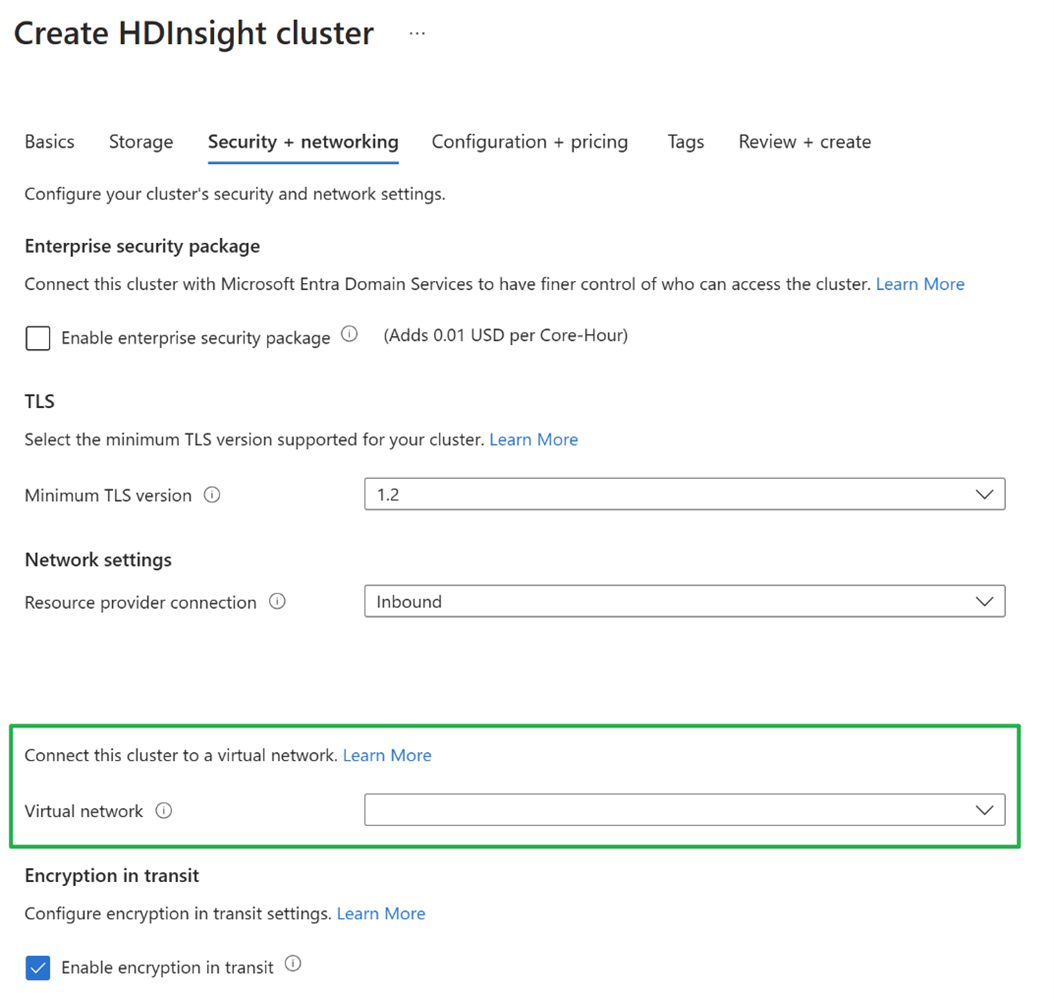 Create HDInsight cluster ...
Basics Storage Security + networking Configuration + pricing Tags Review + create
Configure your cluster's security and network settings.
Enterprise security package
Connect this cluster with Microsoft Entra Domain Services to have finer control of who can access the cluster. Learn More
Enable enterprise security package (Adds 0.01 USD per Core-Hour)
TLS
Select the minimum TLS version supported for your cluster. Learn More
Minimum TLS version 1.2
Network settings
Resource provider connection Inbound
Connect this cluster to a virtual network. Learn More
Virtual network
Encryption in transit
Configure encryption in transit settings. Learn More
Enable encryption in transit